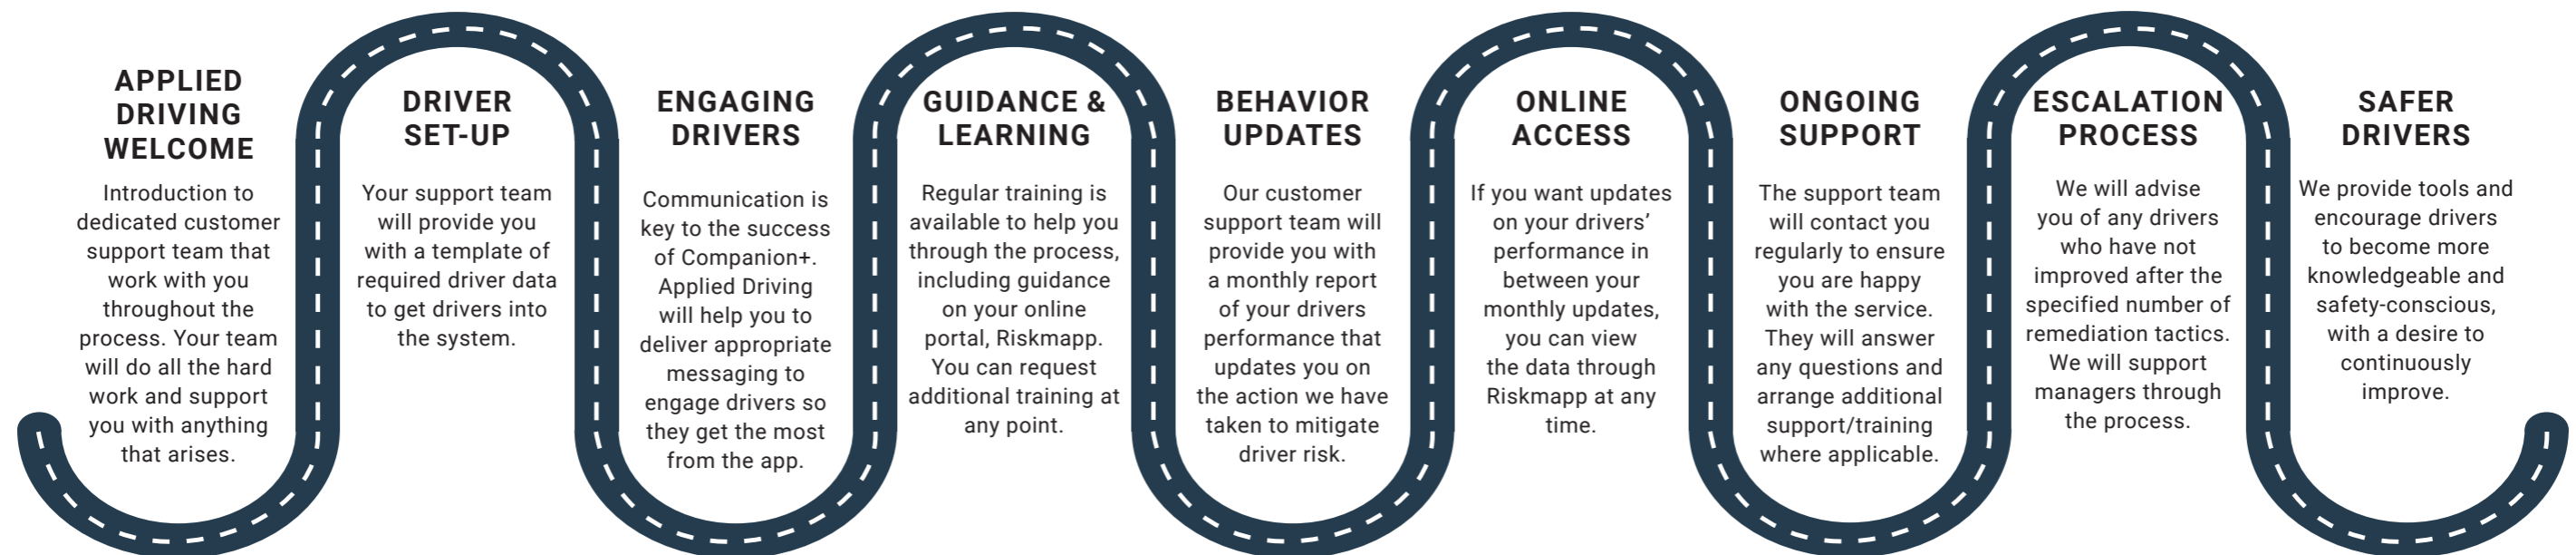 APPLIED
DRIVING
WELCOME
Introduction to
dedicated customer
support team that
work with you
throughout the
process. Your team
will do all the hard
work and support
you with anything
that arises.
DRIVER
SET-UP
Your support team
will provide you
with a template of
required driver data
to get drivers into
the system.
ENGAGING
DRIVERS
Communication is
key to the success
of Companion+.
Applied Driving
will help you to
deliver appropriate
messaging to
engage drivers so
they get the most
from the app.
GUIDANCE &
LEARNING
Regular training is
available to help you
through the process,
including guidance
on your online
portal, Riskmapp.
You can request
additional training at
any point.
BEHAVIOR
UPDATES
Our customer
support team will
provide you with
a monthly report
of your drivers
performance that
updates you on
the action we have
taken to mitigate
driver risk.
ONLINE
ACCESS
If you want updates
on your drivers’
performance in
between your
monthly updates,
you can view
the data through
Riskmapp at any
time.
ONGOING
SUPPORT
The support team
will contact you
regularly to ensure
you are happy
with the service.
They will answer
any questions and
arrange additional
support/training
where applicable.
ESCALATION
PROCESS
We will advise
you of any drivers
who have not
improved after the
specified number of
remediation tactics.
We will support
managers through
the process.
SAFER
DRIVERS
We provide tools and
encourage drivers
to become more
knowledgeable and
safety-conscious,
with a desire to
continuously
improve.